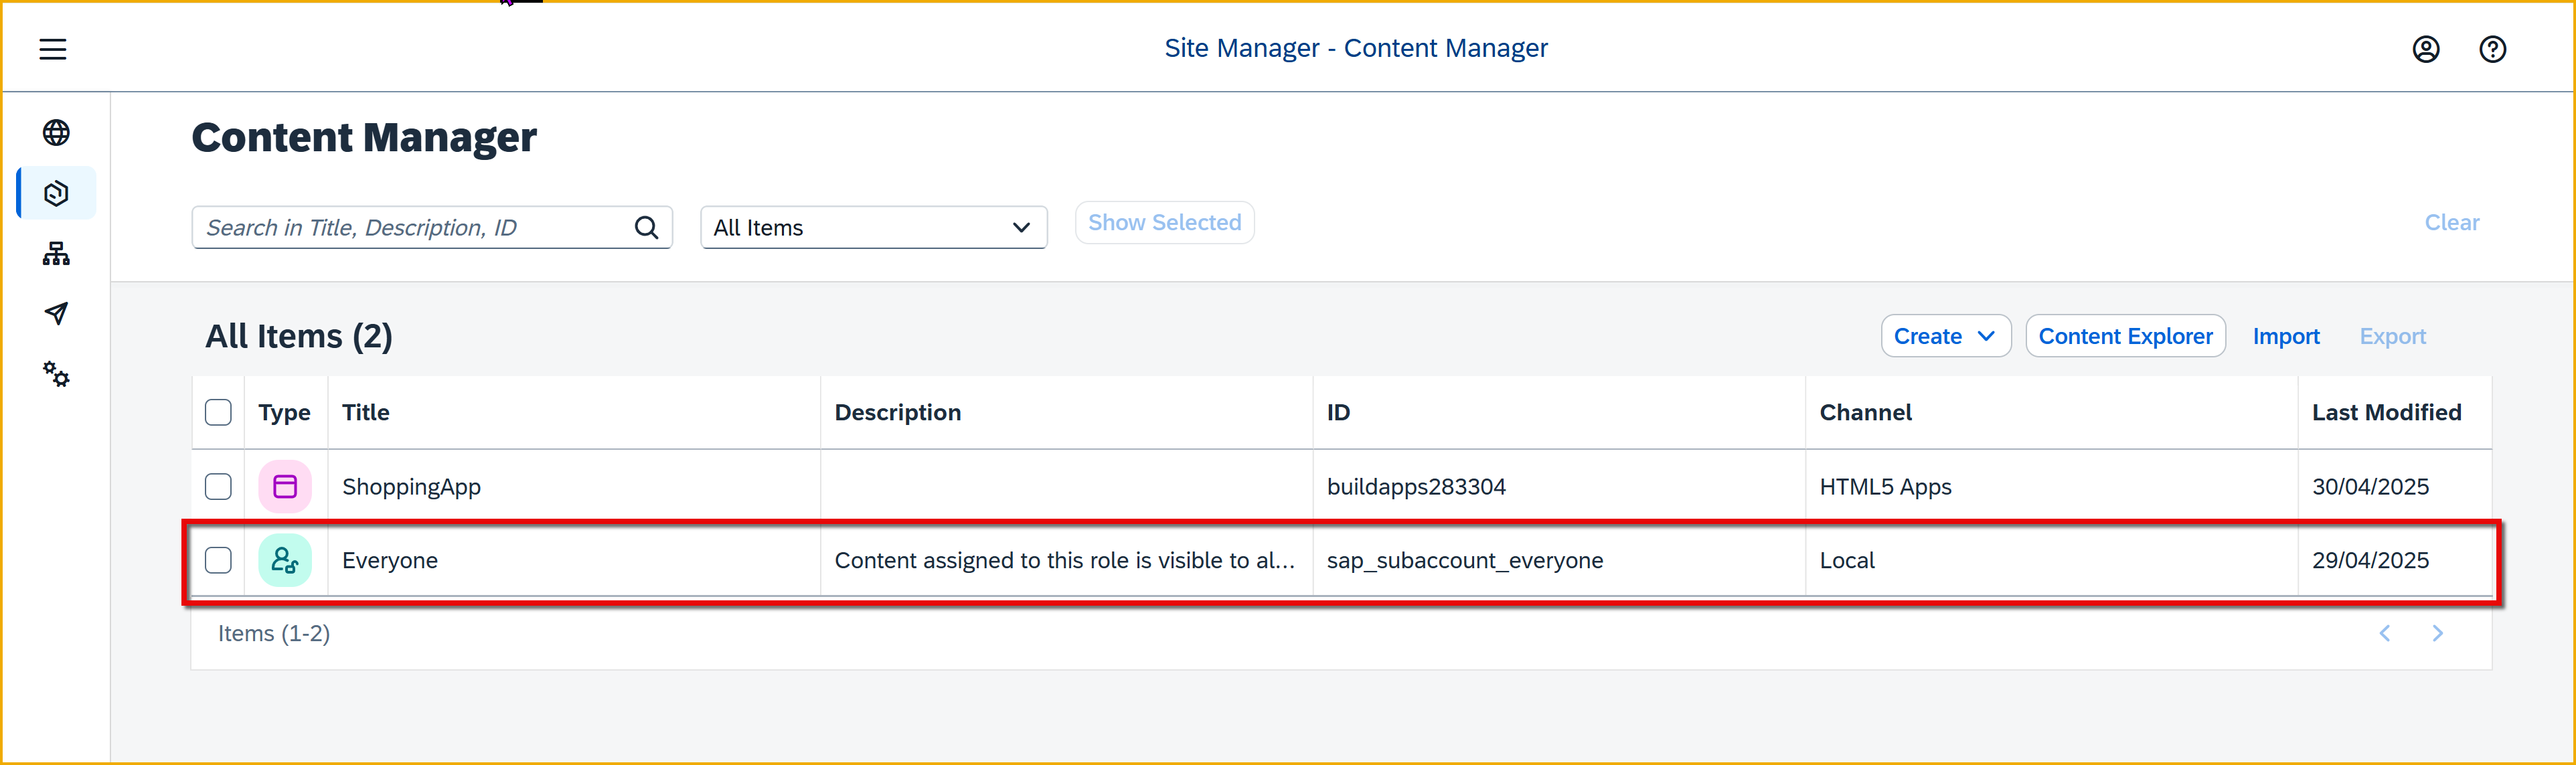 Site Manager - Content Manager
Content Manager
Search in Title, Description, ID
All Items
Show Selected
Clear
All Items (2)
Create
Content Explorer
Import
Export
Type Title Description ID Channel Last Modified
ShoppingApp buildapps283304 HTML5 Apps 30/04/2025
Everyone Content assigned to this role is visible to al... sap_subaccount_everyone Local 29/04/2025
Items (1-2)